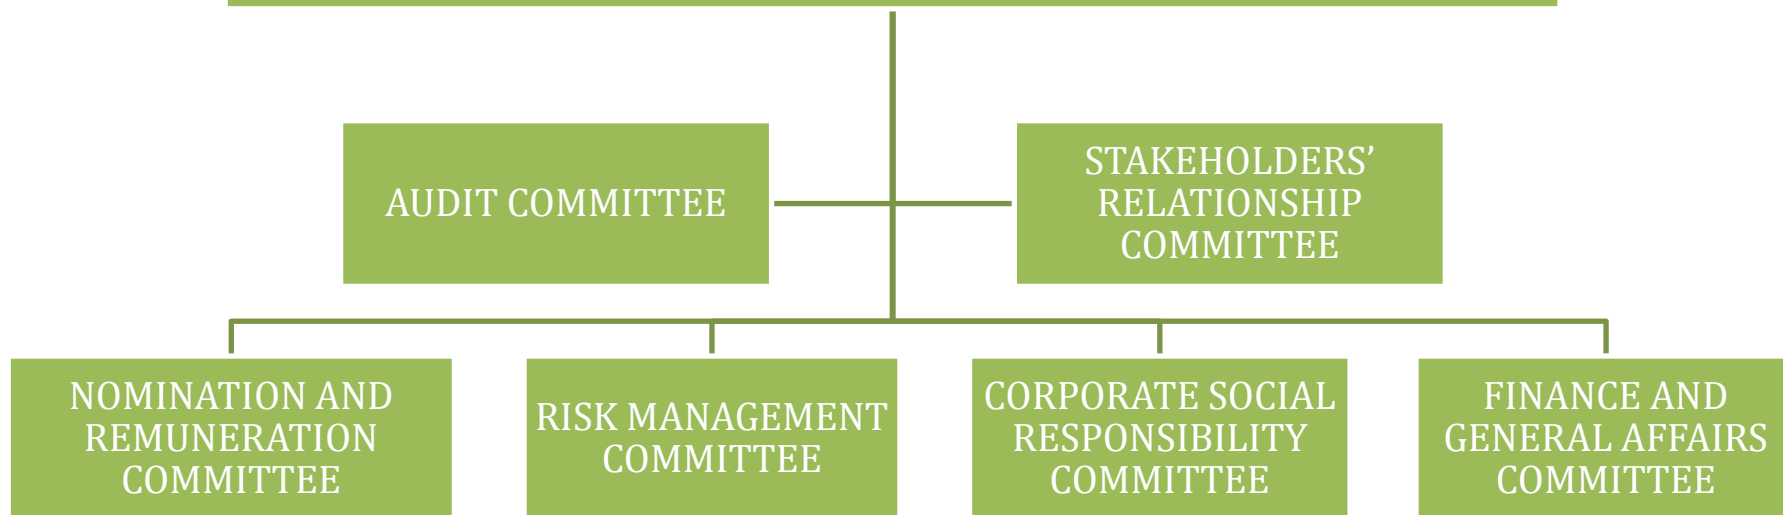 AUDIT COMMITTEE
STAKEHOLDERS’
RELATIONSHIP
COMMITTEE
NOMINATION AND
REMUNERATION
COMMITTEE
RISK MANAGEMENT
COMMITTEE
CORPORATE SOCIAL
RESPONSIBILITY
COMMITTEE
FINANCE AND
GENERAL AFFAIRS
COMMITTEE